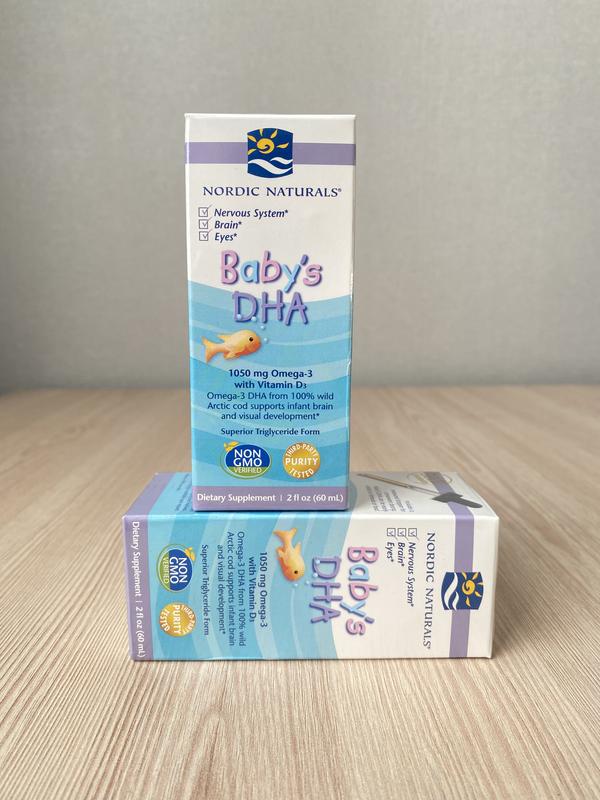 NORDIC NATURALS®
Nervous System*
Brain*
Eyes*
Baby's
DHA
1050 mg Omega-3
with Vitamin D3
Omega-3 DHA from 100% wild
Arctic cod supports infant brain
and visual development*
Superior Triglyceride Form
NON
GMO
VERIFIED
THIRD-PARTY
PURITY
TESTED
Dietary Supplement | 2 fl oz (60 mL)
NORDIC NATURALS®
Nervous System*
Brain*
Eyes*
Baby's
DHA
1050 mg Omega-3
with Vitamin D3
Omega-3 DHA from 100% wild
Arctic cod supports infant brain
and visual development*
Superior Triglyceride Form
NON
GMO
VERIFIED
THIRD-PARTY
PURITY
TESTED
Dietary Supplement | 2 fl oz (60 mL)